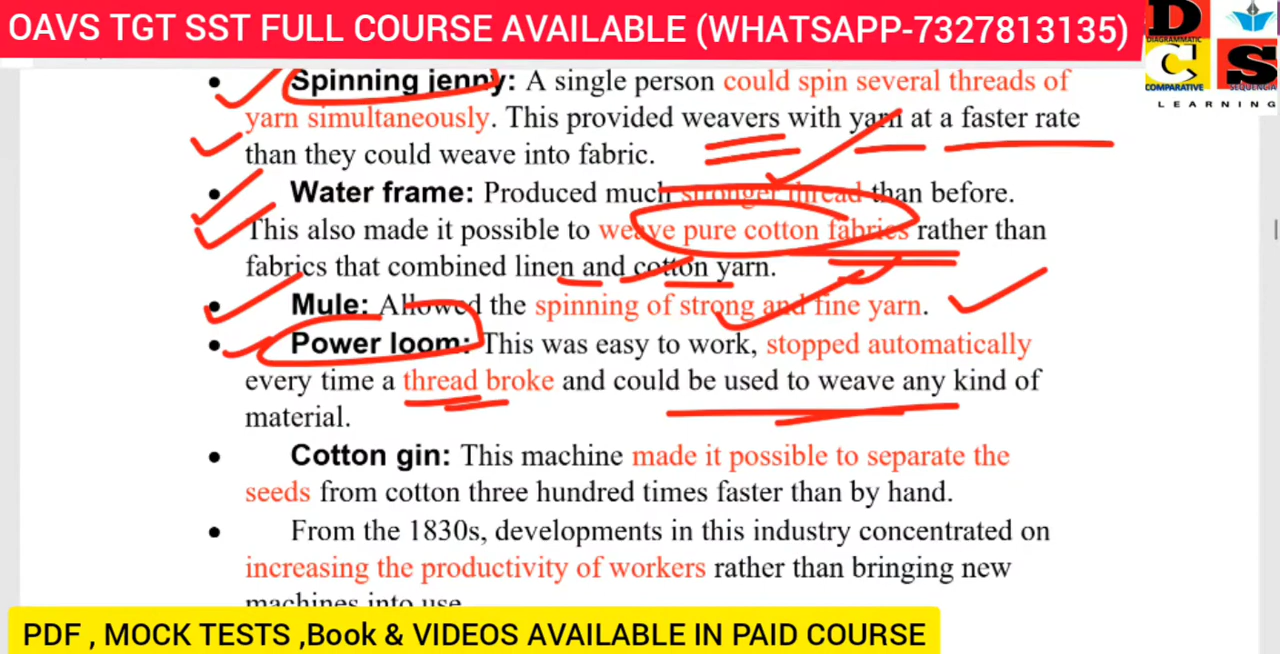 OAVS TGT SST FULL COURSE AVAILABLE (WHATSAPP-7327813135)
D
DIAGRAMMATIC
C
COMPARATIVE
S
SEQUENCIA
LEARNING
• Spinning jenny: A single person could spin several threads of
yarn simultaneously. This provided weavers with yarn at a faster rate
than they could weave into fabric.
• Water frame: Produced much stronger thread than before.
This also made it possible to weave pure cotton fabrics rather than
fabrics that combined linen and cotton yarn.
• Mule: Allowed the spinning of strong and fine yarn.
• Power loom: This was easy to work, stopped automatically
every time a thread broke and could be used to weave any kind of
material.
• Cotton gin: This machine made it possible to separate the
seeds from cotton three hundred times faster than by hand.
• From the 1830s, developments in this industry concentrated on
increasing the productivity of workers rather than bringing new
machines into use
PDF , MOCK TESTS ,Book & VIDEOS AVAILABLE IN PAID COURSE